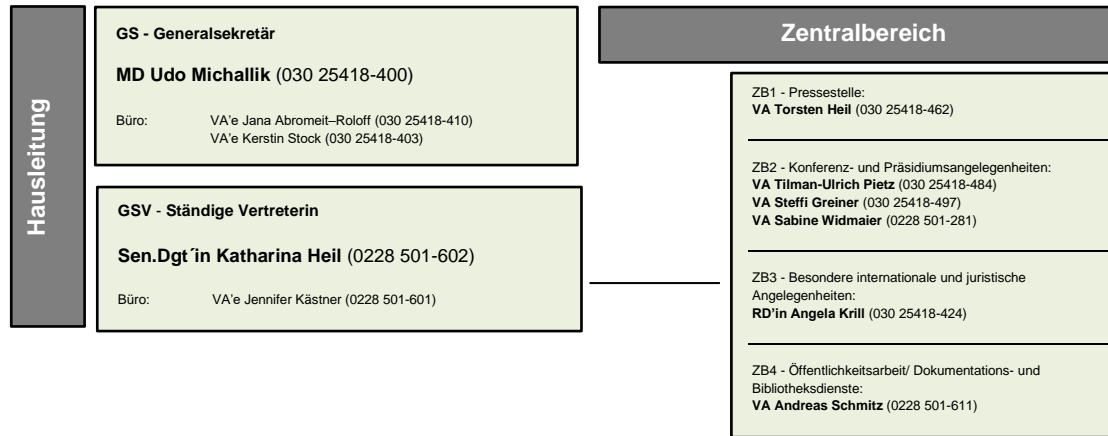 Hausleitung
GS - Generalsekretär
MD Udo Michallik (030 25418-400)
Büro: VA'e Jana Abromeit–Roloff (030 25418-410)
VA'e Kerstin Stock (030 25418-403)
GSV - Ständige Vertreterin
Sen.Dgt´in Katharina Heil (0228 501-602)
Büro: VA'e Jennifer Kästner (0228 501-601)
Zentralbereich
ZB1 - Pressestelle:
VA Torsten Heil (030 25418-462)
ZB2 - Konferenz- und Präsidiumsangelegenheiten:
VA Tilman-Ulrich Pietz (030 25418-484)
VA Steffi Greiner (030 25418-497)
VA Sabine Widmaier (0228 501-281)
ZB3 - Besondere internationale und juristische
Angelegenheiten:
RD'in Angela Krill (030 25418-424)
ZB4 - Öffentlichkeitsarbeit/ Dokumentations- und
Bibliotheksdienste:
VA Andreas Schmitz (0228 501-611)